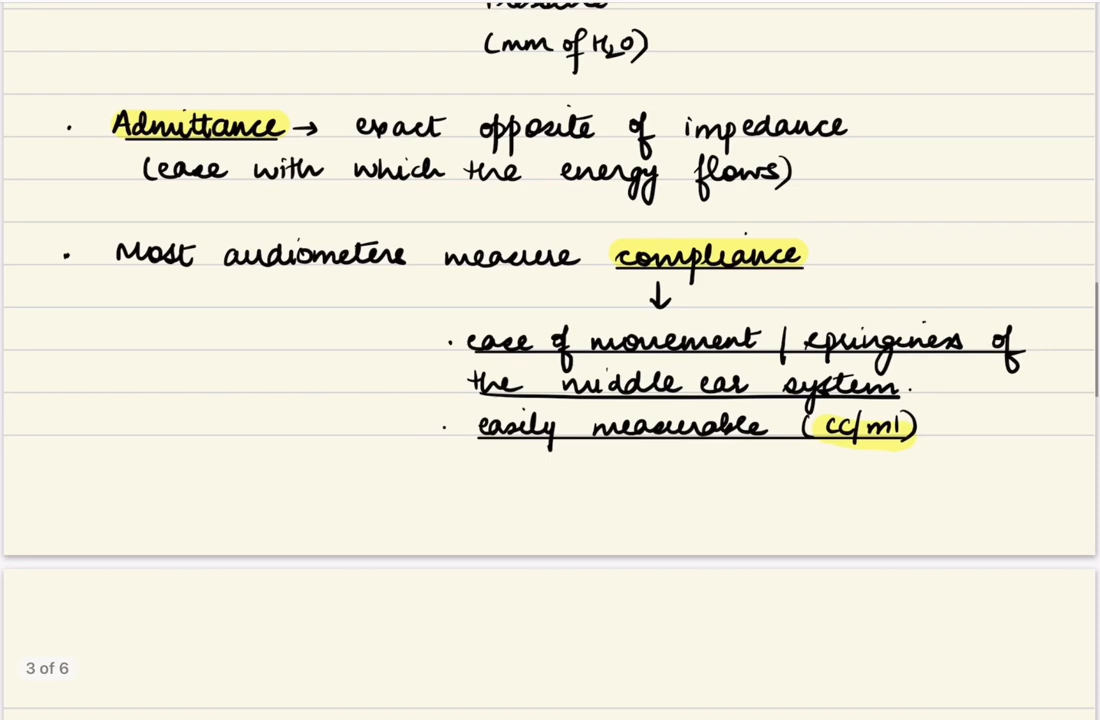 Pressure
(mm of H₂O)
· Admittance → exact opposite of impedance
(ease with which the energy flows)
· Most audiometers measure compliance
↓
· ease of movement / springiness of
the middle ear system.
· easily measurable (cc/ml)
3 of 6